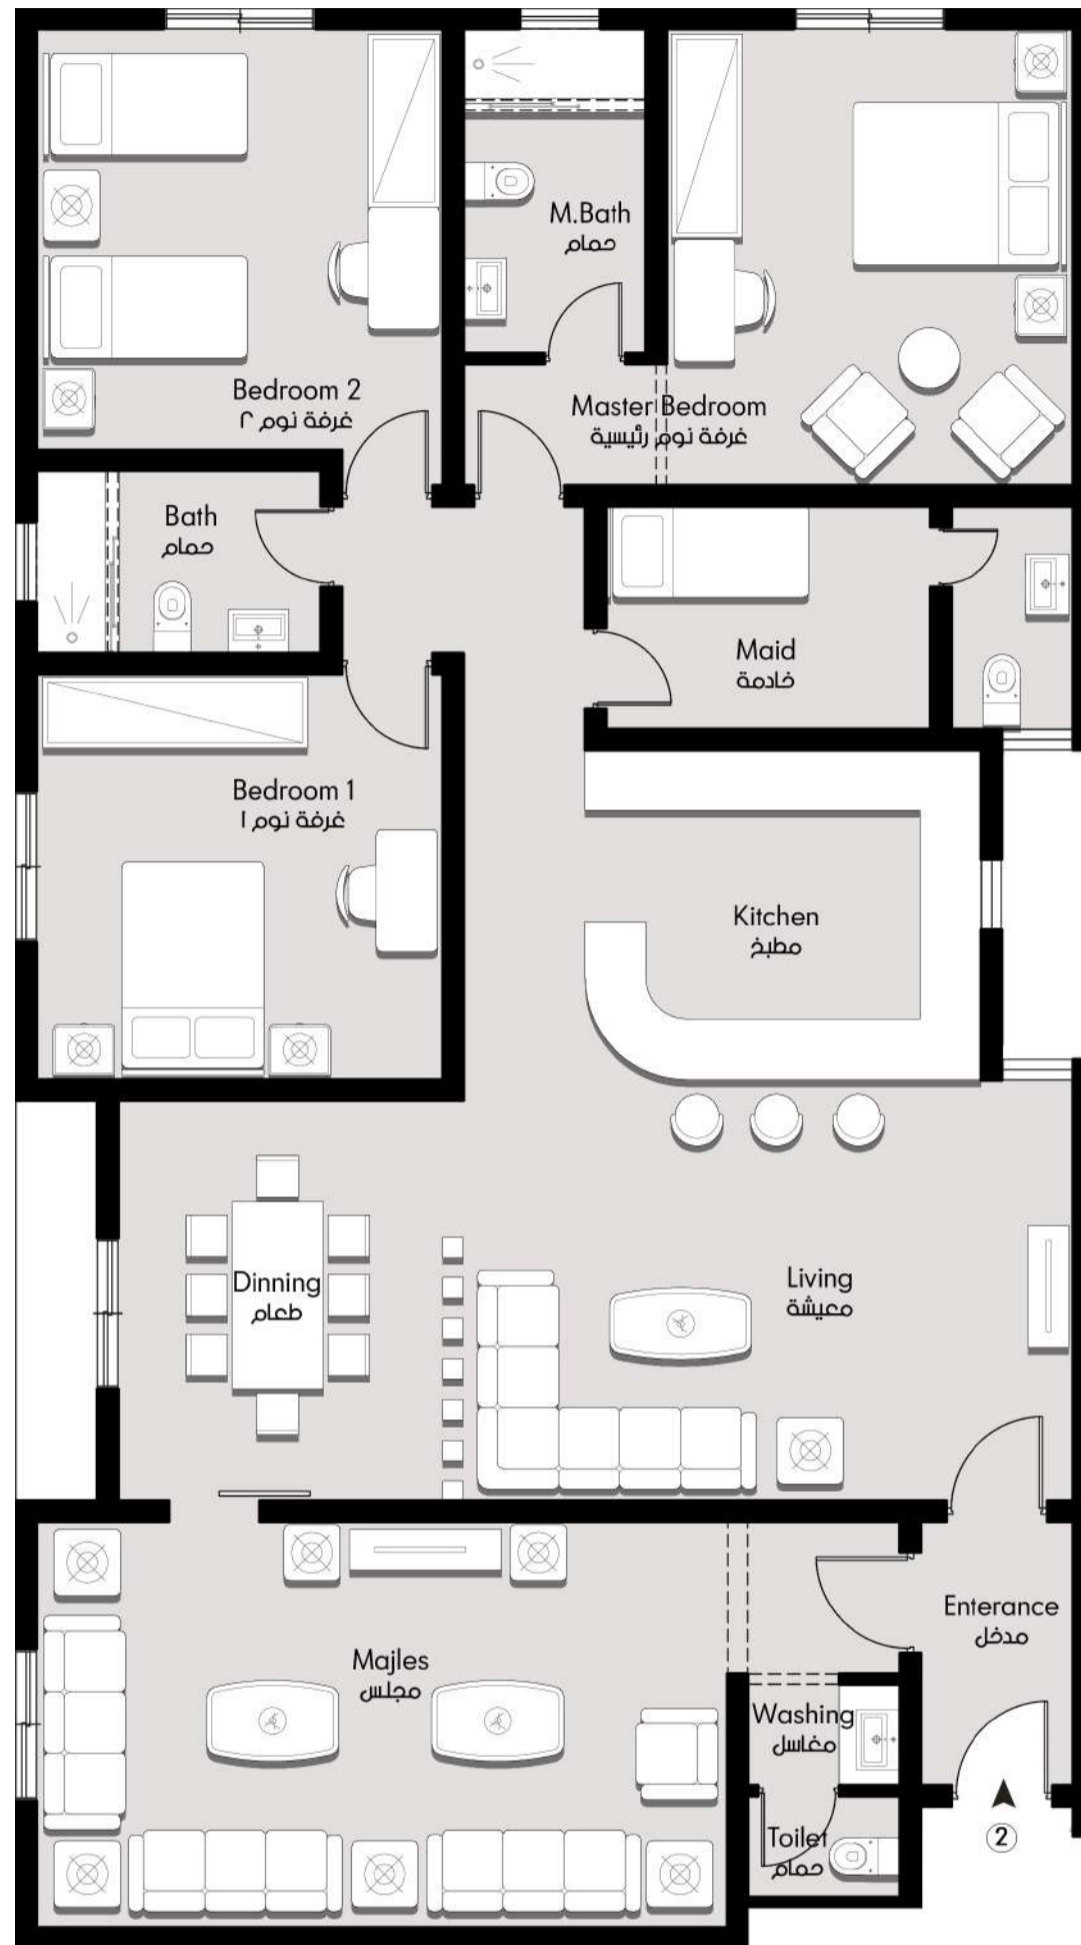 M.Bath
حمام
Bedroom 2
غرفة نوم ٢
Master Bedroom
غرفة نوم رئيسية
Bath
حمام
Maid
خادمة
Bedroom 1
غرفة نوم ١
Kitchen
مطبخ
Dinning
طعام
Living
معيشة
Enterance
مدخل
Majles
مجلس
Washing
مغاسل
Toilet
حمام
2